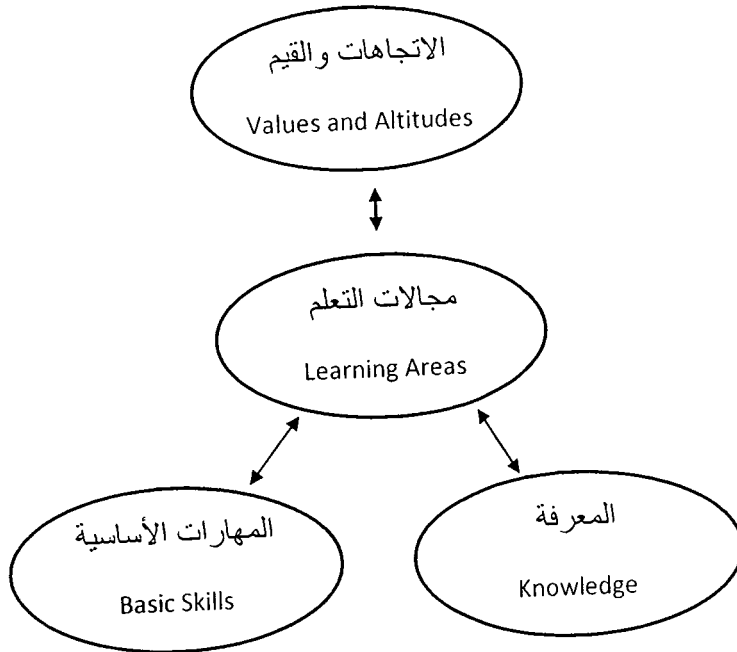 الاتجاهات والقيم
Values and Altitudes
مجالات التعلم
Learning Areas
المهارات الأساسية
Basic Skills
المعرفة
Knowledge